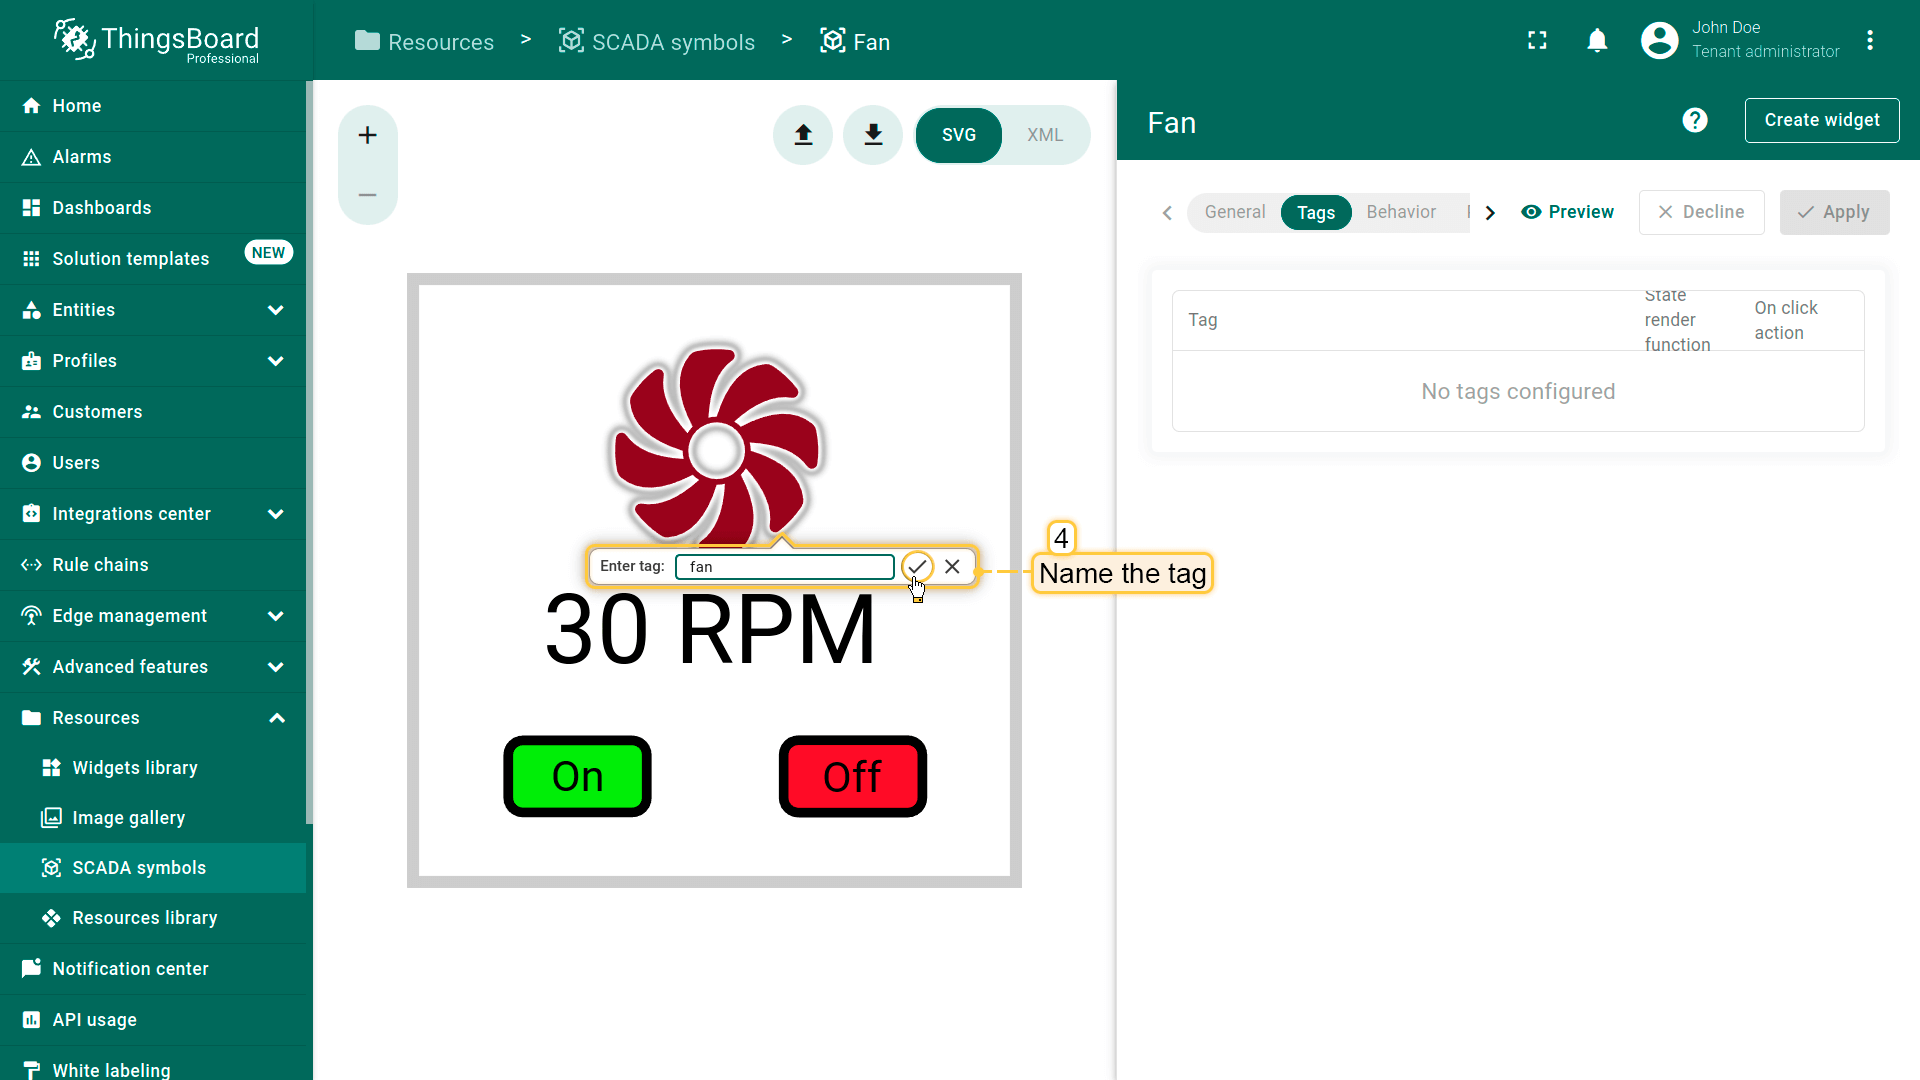 ThingsBoard
Professional
Resources > SCADA symbols > Fan
John Doe
Tenant administrator
Home
Alarms
Dashboards
Solution templates NEW
Entities
Profiles
Customers
Users
Integrations center
Rule chains
Edge management
Advanced features
Resources
Widgets library
Image gallery
SCADA symbols
Resources library
Notification center
API usage
White labeling
SVG XML
Enter tag: fan
30 RPM
On Off
4
Name the tag
Fan
Create widget
General Tags Behavior
Preview Decline Apply
Tag
State
render
function
On click
action
No tags configured